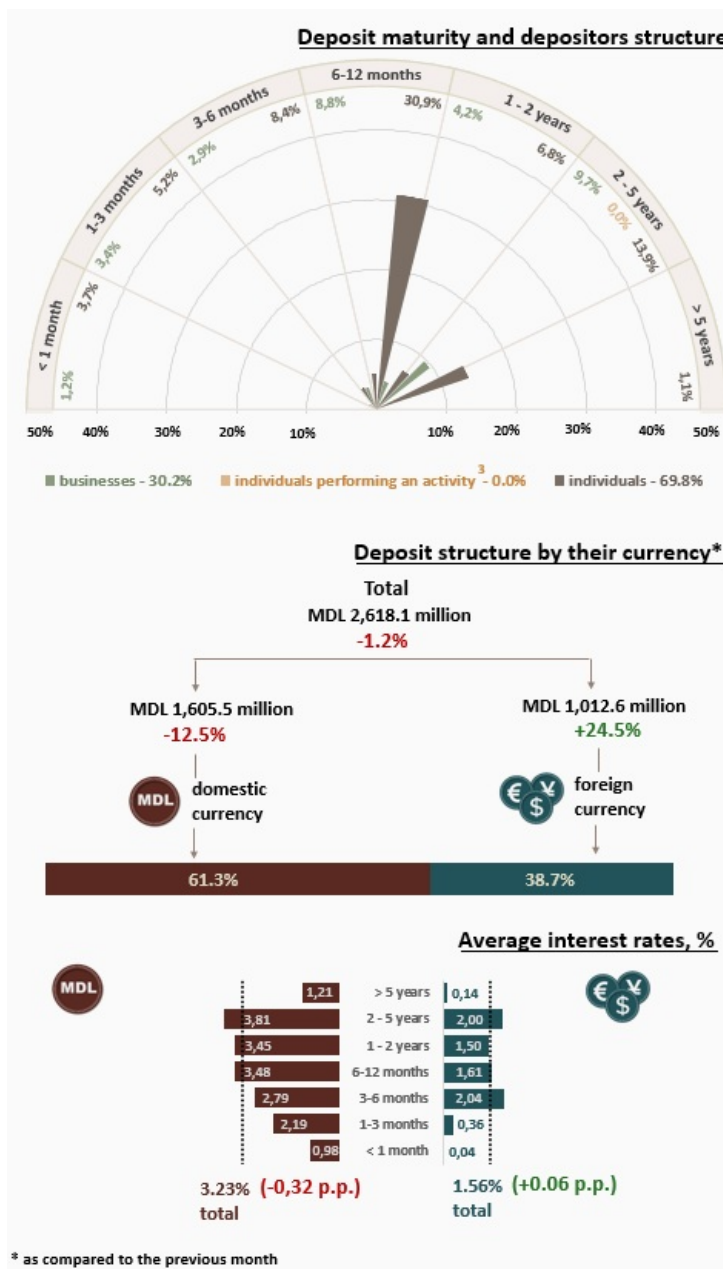 Deposit maturity and depositors structure
6-12 months
3-6 months
1 - 2 years
1-3 months
2 - 5 years
< 1 month
> 5 years
1,2%
3,7%
3,4%
5,2%
2,9%
8,4%
8,8%
30,9%
4,2%
6,8%
9,7%
0,0%
13,9%
1,1%
50% 40% 30% 20% 10% 10% 20% 30% 40% 50%
businesses - 30.2% individuals performing an activity 3 - 0.0% individuals - 69.8%
Deposit structure by their currency*
Total
MDL 2,618.1 million
-1.2%
MDL 1,605.5 million
-12.5%
MDL 1,012.6 million
+24.5%
MDL
domestic
currency
€ ¥
$
foreign
currency
61.3% 38.7%
Average interest rates, %
MDL
€ ¥
$
1,21 > 5 years 0,14
3,81 2 - 5 years 2,00
3,45 1 - 2 years 1,50
3,48 6-12 months 1,61
2,79 3-6 months 2,04
2,19 1-3 months 0,36
0,98 < 1 month 0,04
3.23% (-0,32 p.p.)
total
1.56% (+0.06 p.p.)
total
* as compared to the previous month